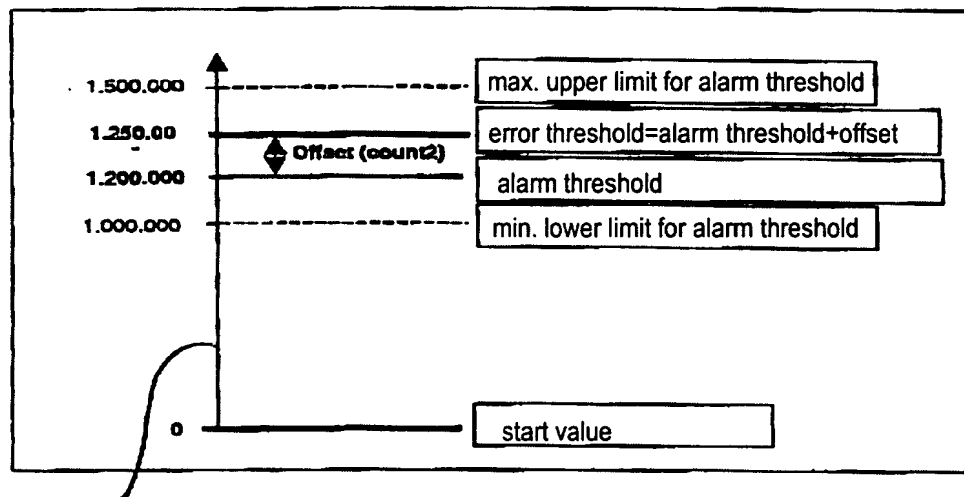 1.500.000 max. upper limit for alarm threshold
1.250.00 error threshold=alarm threshold+offset
Offset (count2)
1.200.000 alarm threshold
1.000.000 min. lower limit for alarm threshold
0 start value